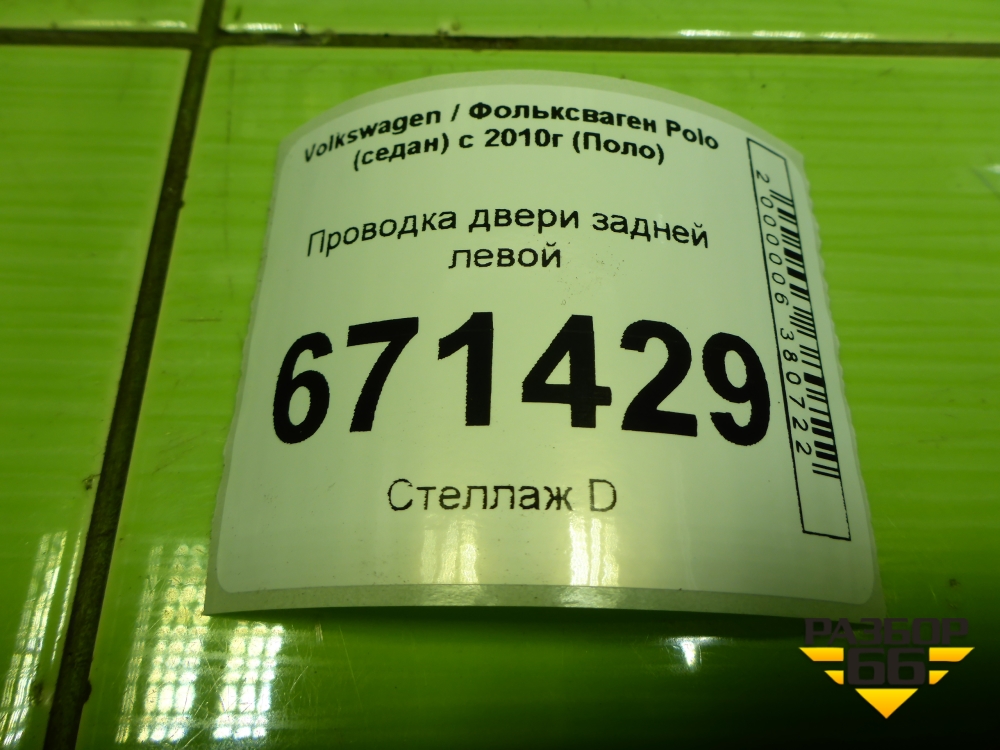 Volkswagen / Фольксваген Polo
(седан) с 2010г (Поло)
Проводка двери задней
левой
671429
Стеллаж D
2000006380722
РАЗБОР
66